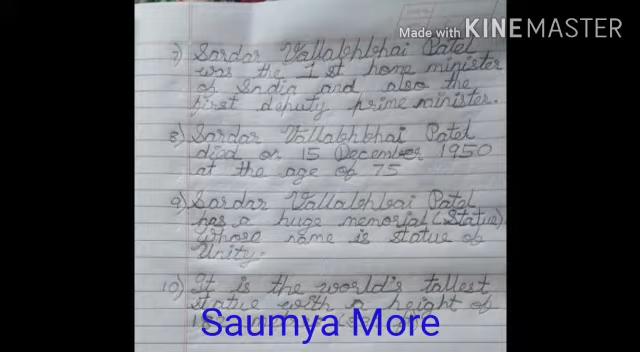 Made with KINEMASTER
7) Sardar Vallabhbhai Patel
was the 1st home minister
of India and also the
first deputy prime minister.
8) Sardar Vallabhbhai Patel
died on 15 December 1950
at the age of 75
9) Sardar Vallabhbhai Patel
has a huge memorial (Statue)
whose name is statue of
Unity.
10) It is the world's tallest
statue with a height of
Saumya More